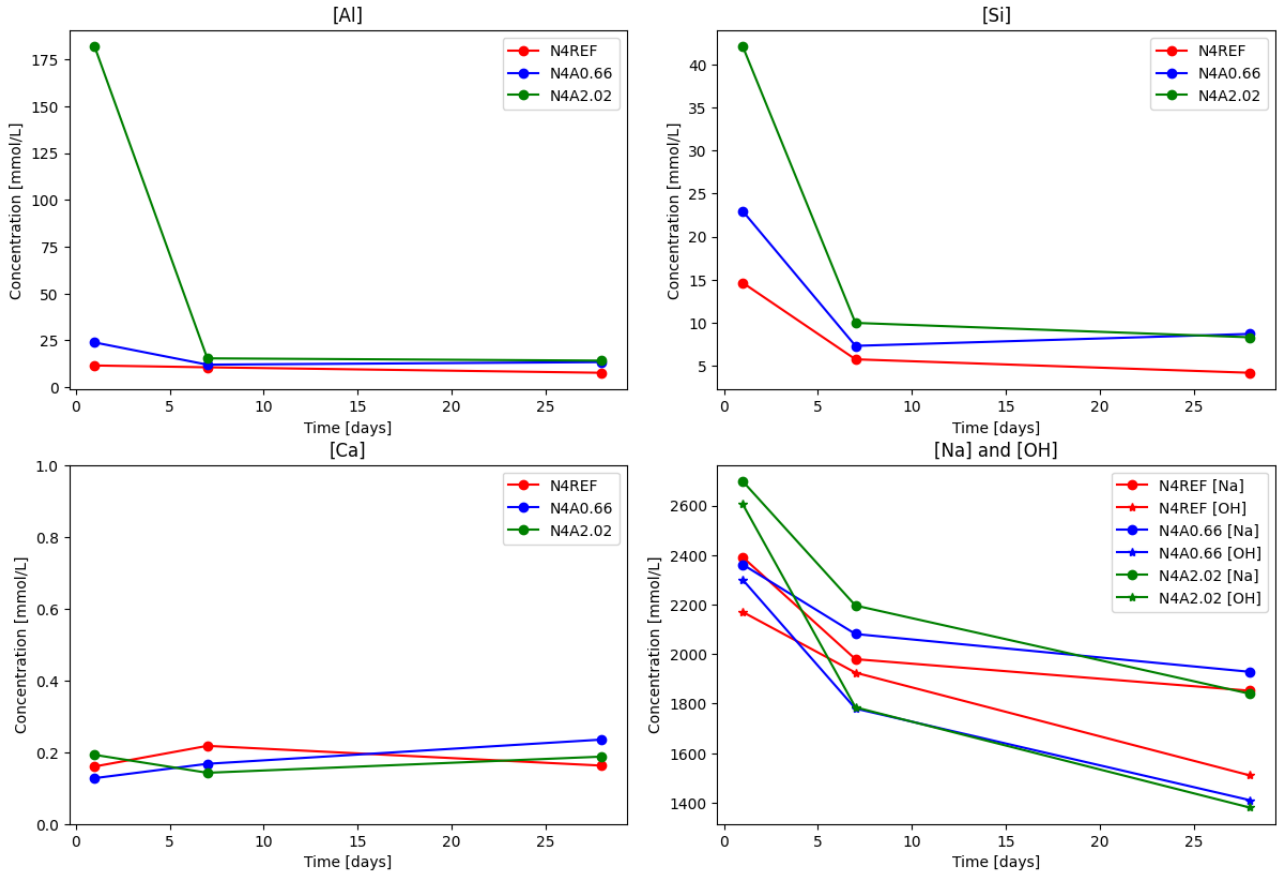 [Al]
Concentration [mmol/L]
175
150
125
100
75
50
25
0
0 5 10 15 20 25
Time [days]
N4REF
N4A0.66
N4A2.02
[Si]
Concentration [mmol/L]
40
35
30
25
20
15
10
5
0 5 10 15 20 25
Time [days]
N4REF
N4A0.66
N4A2.02
[Ca]
Concentration [mmol/L]
1.0
0.8
0.6
0.4
0.2
0.0
0 5 10 15 20 25
Time [days]
N4REF
N4A0.66
N4A2.02
[Na] and [OH]
Concentration [mmol/L]
2600
2400
2200
2000
1800
1600
1400
0 5 10 15 20 25
Time [days]
N4REF [Na]
N4REF [OH]
N4A0.66 [Na]
N4A0.66 [OH]
N4A2.02 [Na]
N4A2.02 [OH]